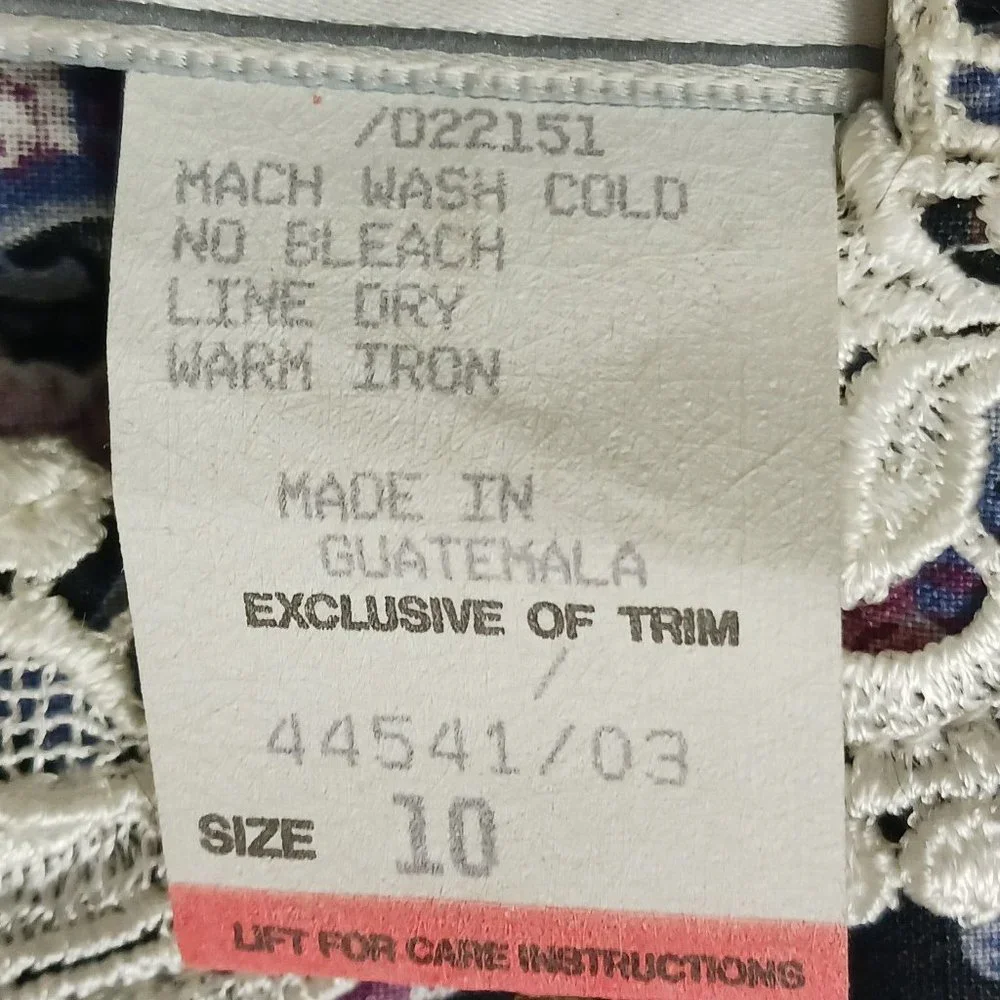 /022151
MACH WASH COLD
NO BLEACH
LINE DRY
WARM IRON
MADE IN
GUATEMALA
EXCLUSIVE OF TRIM
/
44541/03
SIZE 10
LIFT FOR CARE INSTRUCTIONS